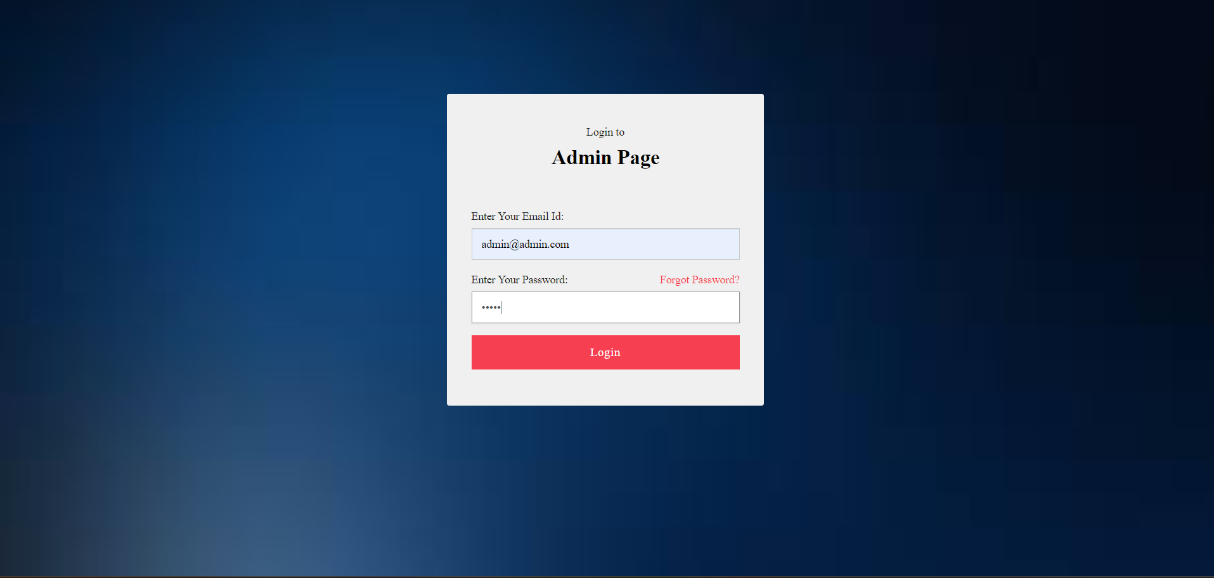 Login to
Admin Page
Enter Your Email Id:
admin@admin.com
Enter Your Password: Forgot Password?
•••••
Login